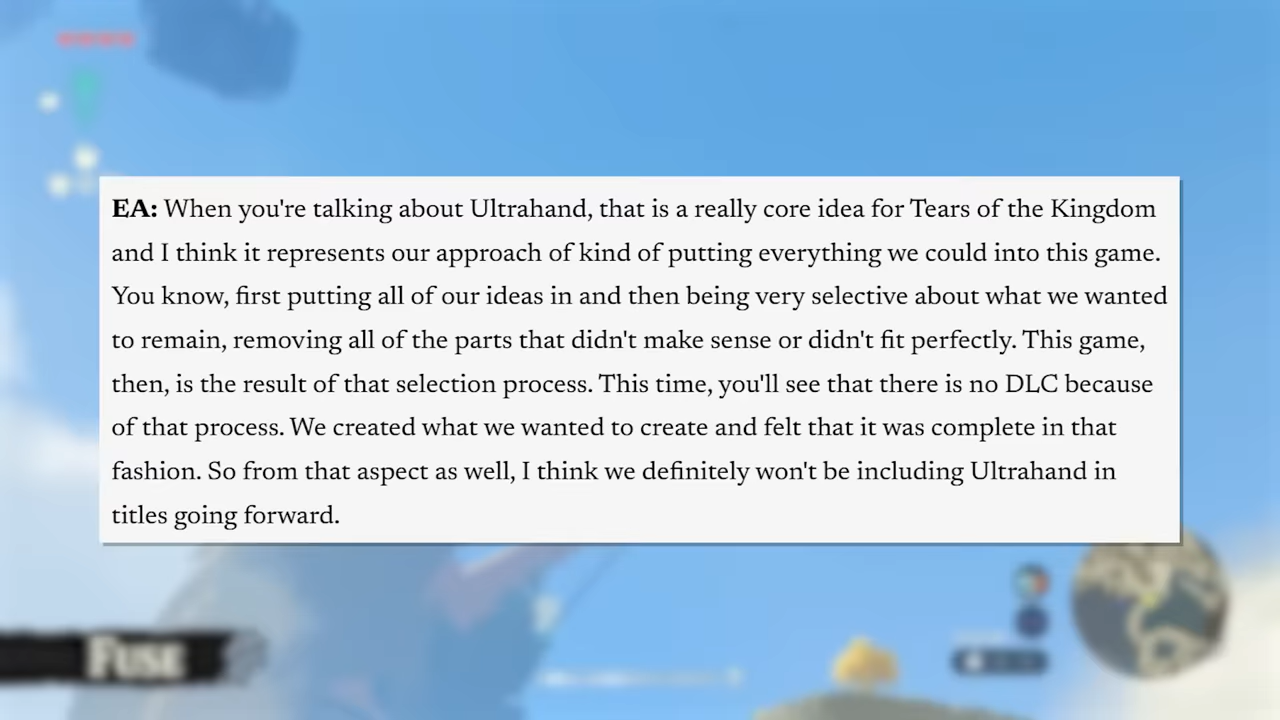 EA: When you're talking about Ultrahand, that is a really core idea for Tears of the Kingdom
and I think it represents our approach of kind of putting everything we could into this game.
You know, first putting all of our ideas in and then being very selective about what we wanted
to remain, removing all of the parts that didn't make sense or didn't fit perfectly. This game,
then, is the result of that selection process. This time, you'll see that there is no DLC because
of that process. We created what we wanted to create and felt that it was complete in that
fashion. So from that aspect as well, I think we definitely won't be including Ultrahand in
titles going forward.
FUSE